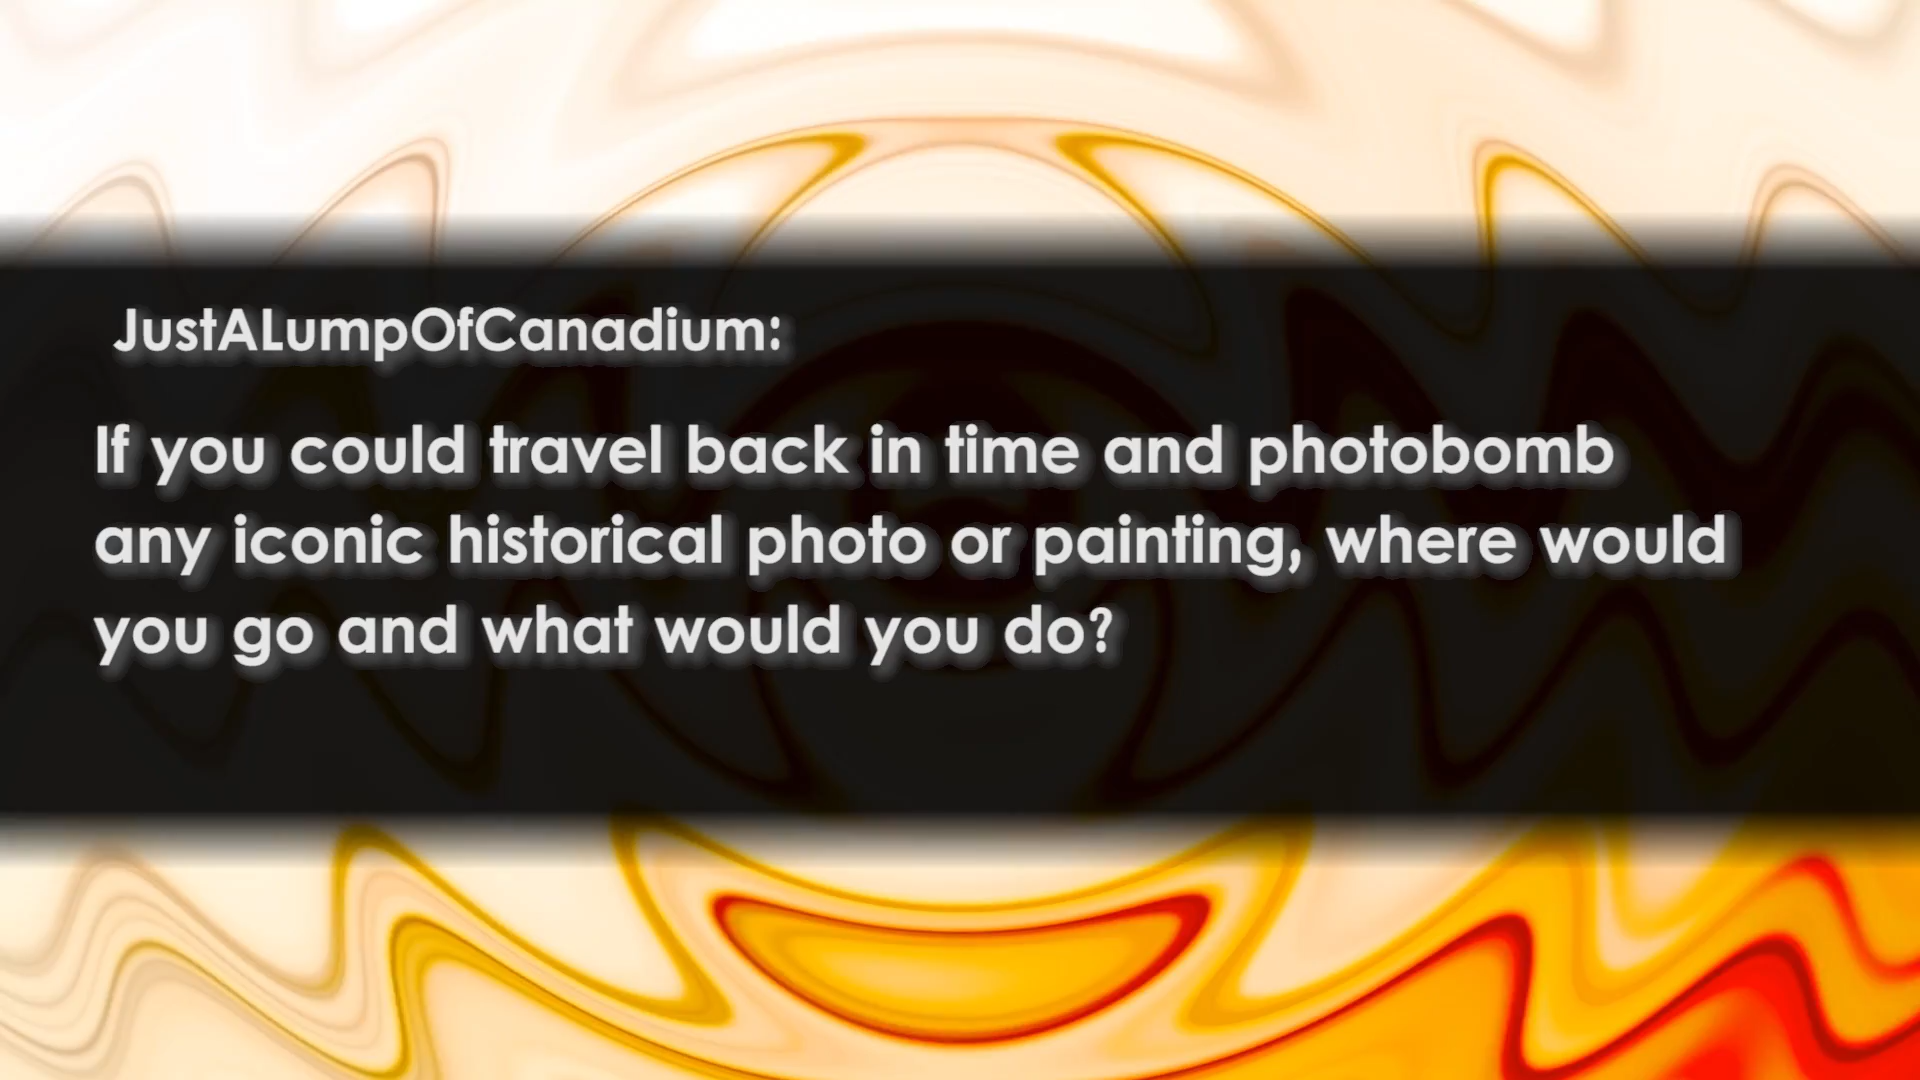 JustALumpOfCanadium:
If you could travel back in time and photobomb
any iconic historical photo or painting, where would
you go and what would you do?